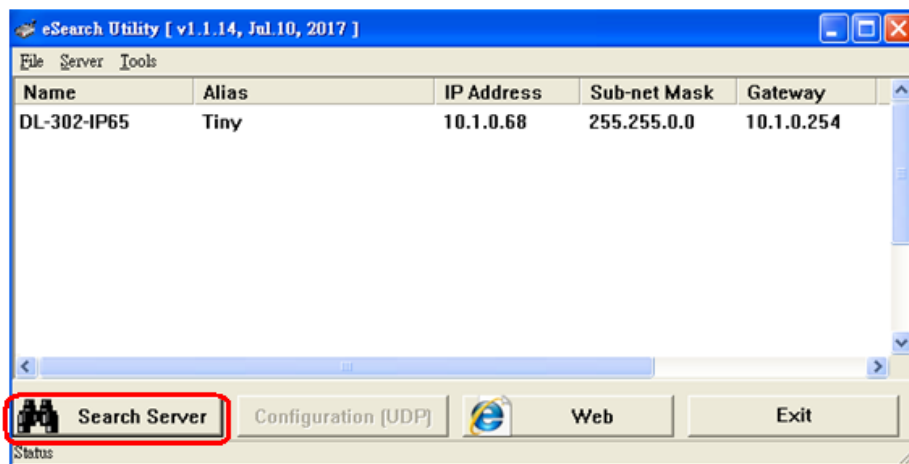 eSearch Utility [ v1.1.14, Jul.10, 2017 ]
File Server Tools
Name Alias IP Address Sub-net Mask Gateway
DL-302-IP65 Tiny 10.1.0.68 255.255.0.0 10.1.0.254
Search Server Configuration (UDP) Web Exit
Status